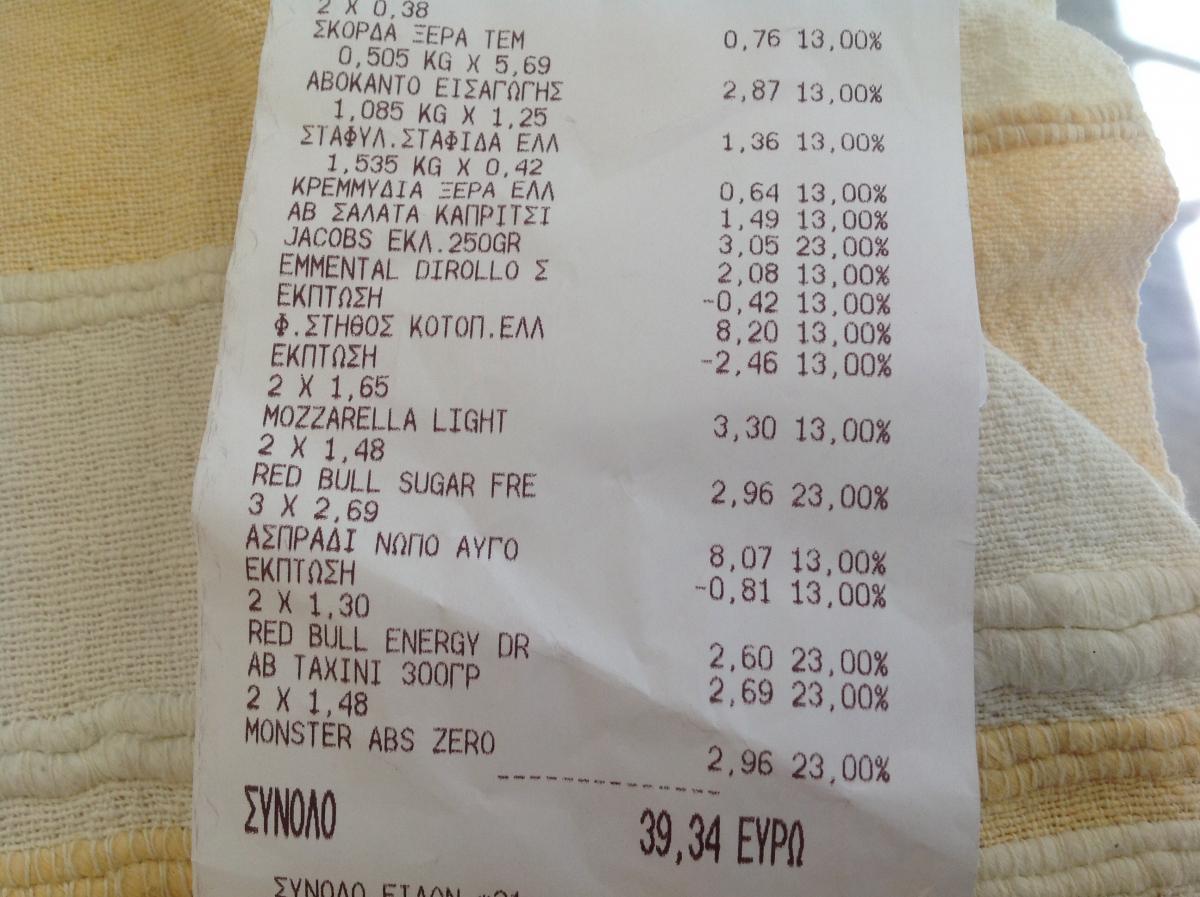 2 X 0,38
ΣΚΟΡΔΑ ΞΕΡΑ ΤΕΜ 0,76 13,00%
0,505 KG X 5,69
ΑΒΟΚΑΝΤΟ ΕΙΣΑΓΩΓΗΣ 2,87 13,00%
1,085 KG X 1,25
ΣΤΑΦΥΛ.ΣΤΑΦΙΔΑ ΕΛΛ 1,36 13,00%
1,535 KG X 0,42
ΚΡΕΜΜΥΔΙΑ ΞΕΡΑ ΕΛΛ 0,64 13,00%
ΑΒ ΣΑΛΑΤΑ ΚΑΠΡΙΤΣΙ 1,49 13,00%
JACOBS ΕΚΛ.250GR 3,05 23,00%
EMMENTAL DIROLLO Σ 2,08 13,00%
ΕΚΠΤΩΣΗ -0,42 13,00%
Φ.ΣΤΗΘΟΣ ΚΟΤΟΠ.ΕΛΛ 8,20 13,00%
ΕΚΠΤΩΣΗ -2,46 13,00%
2 X 1,65
MOZZARELLA LIGHT 3,30 13,00%
2 X 1,48
RED BULL SUGAR FRE 2,96 23,00%
3 X 2,69
ΑΣΠΡΑΔΙ ΝΩΠΟ ΑΥΓΟ 8,07 13,00%
ΕΚΠΤΩΣΗ -0,81 13,00%
2 X 1,30
RED BULL ENERGY DR 2,60 23,00%
ΑΒ ΤΑΧΙΝΙ 300ΓΡ 2,69 23,00%
2 X 1,48
MONSTER ABS ZERO 2,96 23,00%
ΣΥΝΟΛΟ 39,34 ΕΥΡΩ
ΣΥΝΟΛΟ ΕΙΔΩΝ